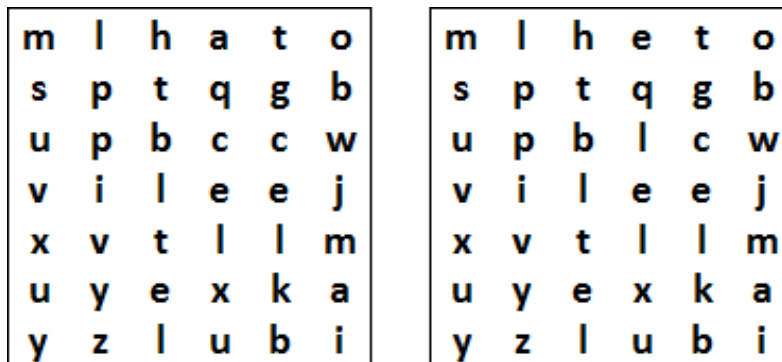 m l h a t o
s p t q g b
u p b c c w
v i l e e j
x v t l l m
u y e x k a
y z l u b i
m l h e t o
s p t q g b
u p b l c w
v i l e e j
x v t l l m
u y e x k a
y z l u b i